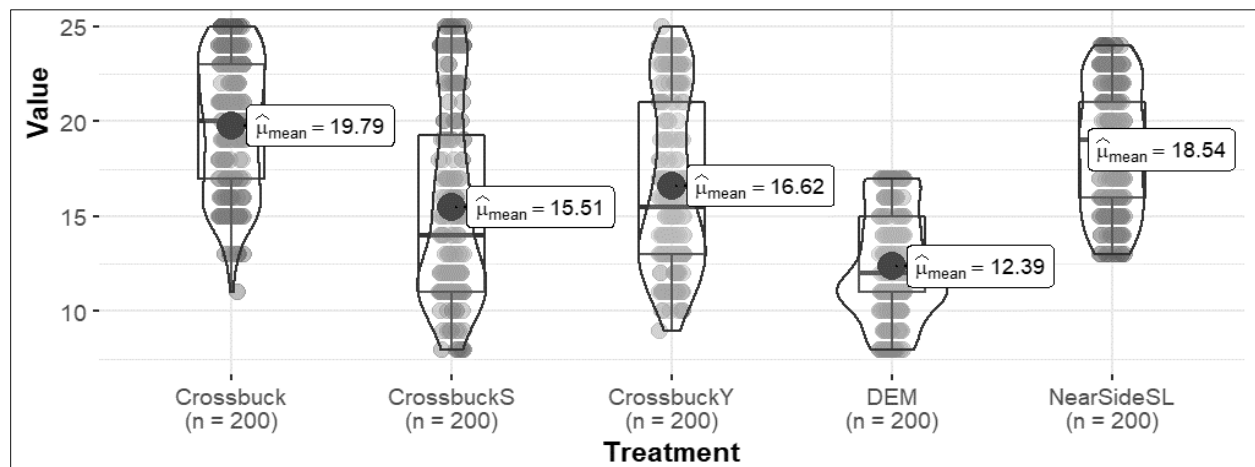 Value
25
20
15
10
μ̂mean = 19.79
μ̂mean = 15.51
μ̂mean = 16.62
μ̂mean = 12.39
μ̂mean = 18.54
Crossbuck
(n = 200)
CrossbuckS
(n = 200)
CrossbuckY
(n = 200)
DEM
(n = 200)
NearSideSL
(n = 200)
Treatment